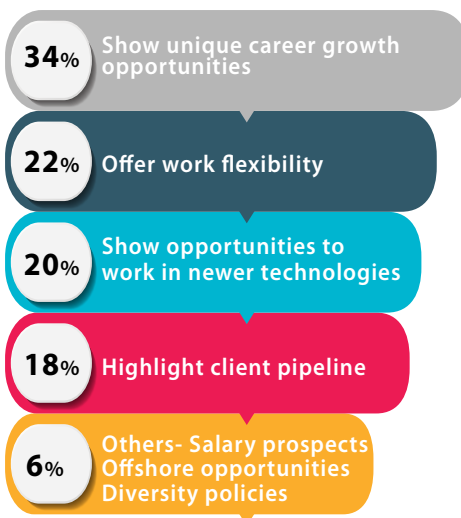 34%
Show unique career growth
opportunities
22%
Offer work flexibility
20%
Show opportunities to
work in newer technologies
18%
Highlight client pipeline
6%
Others- Salary prospects
Offshore opportunities
Diversity policies